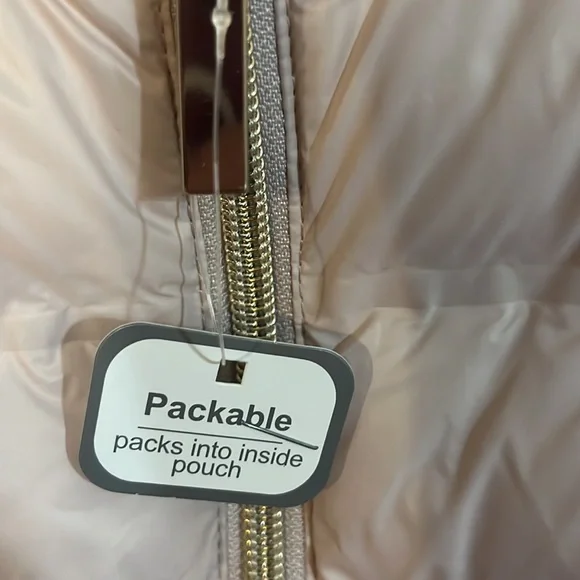 Packable
packs into inside
pouch